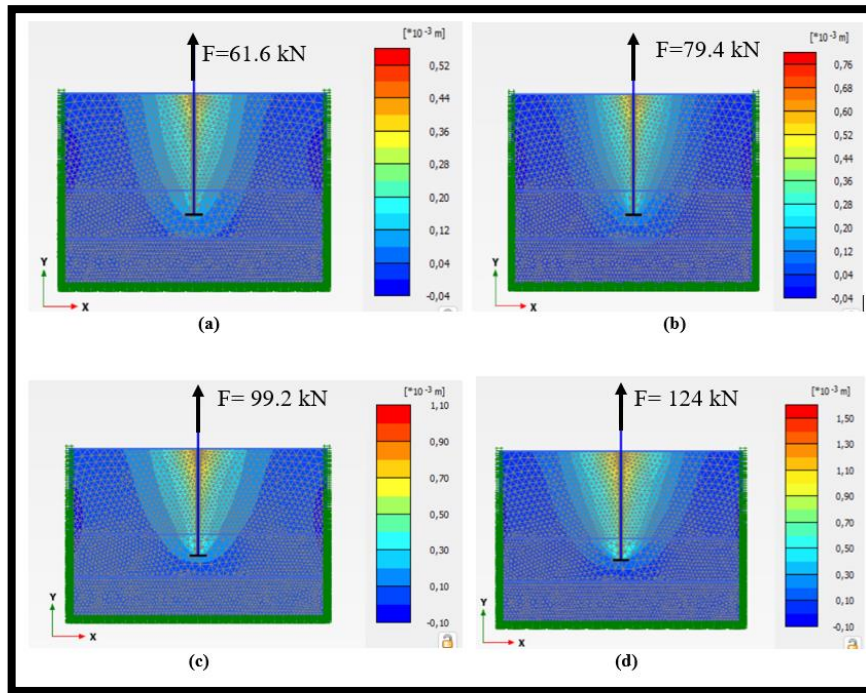 [*10⁻³ m]
F=61.6 kN
0,52
0,44
0,36
0,28
0,20
0,12
0,04
-0,04
Y
X
(a)
[*10⁻³ m]
F=79.4 kN
0,76
0,68
0,60
0,52
0,44
0,36
0,28
0,20
0,12
0,04
-0,04
Y
X
(b)
[*10⁻³ m]
F= 99.2 kN
1,10
0,90
0,70
0,50
0,30
0,10
-0,10
Y
X
(c)
[*10⁻³ m]
F= 124 kN
1,50
1,30
1,10
0,90
0,70
0,50
0,30
0,10
-0,10
Y
X
(d)